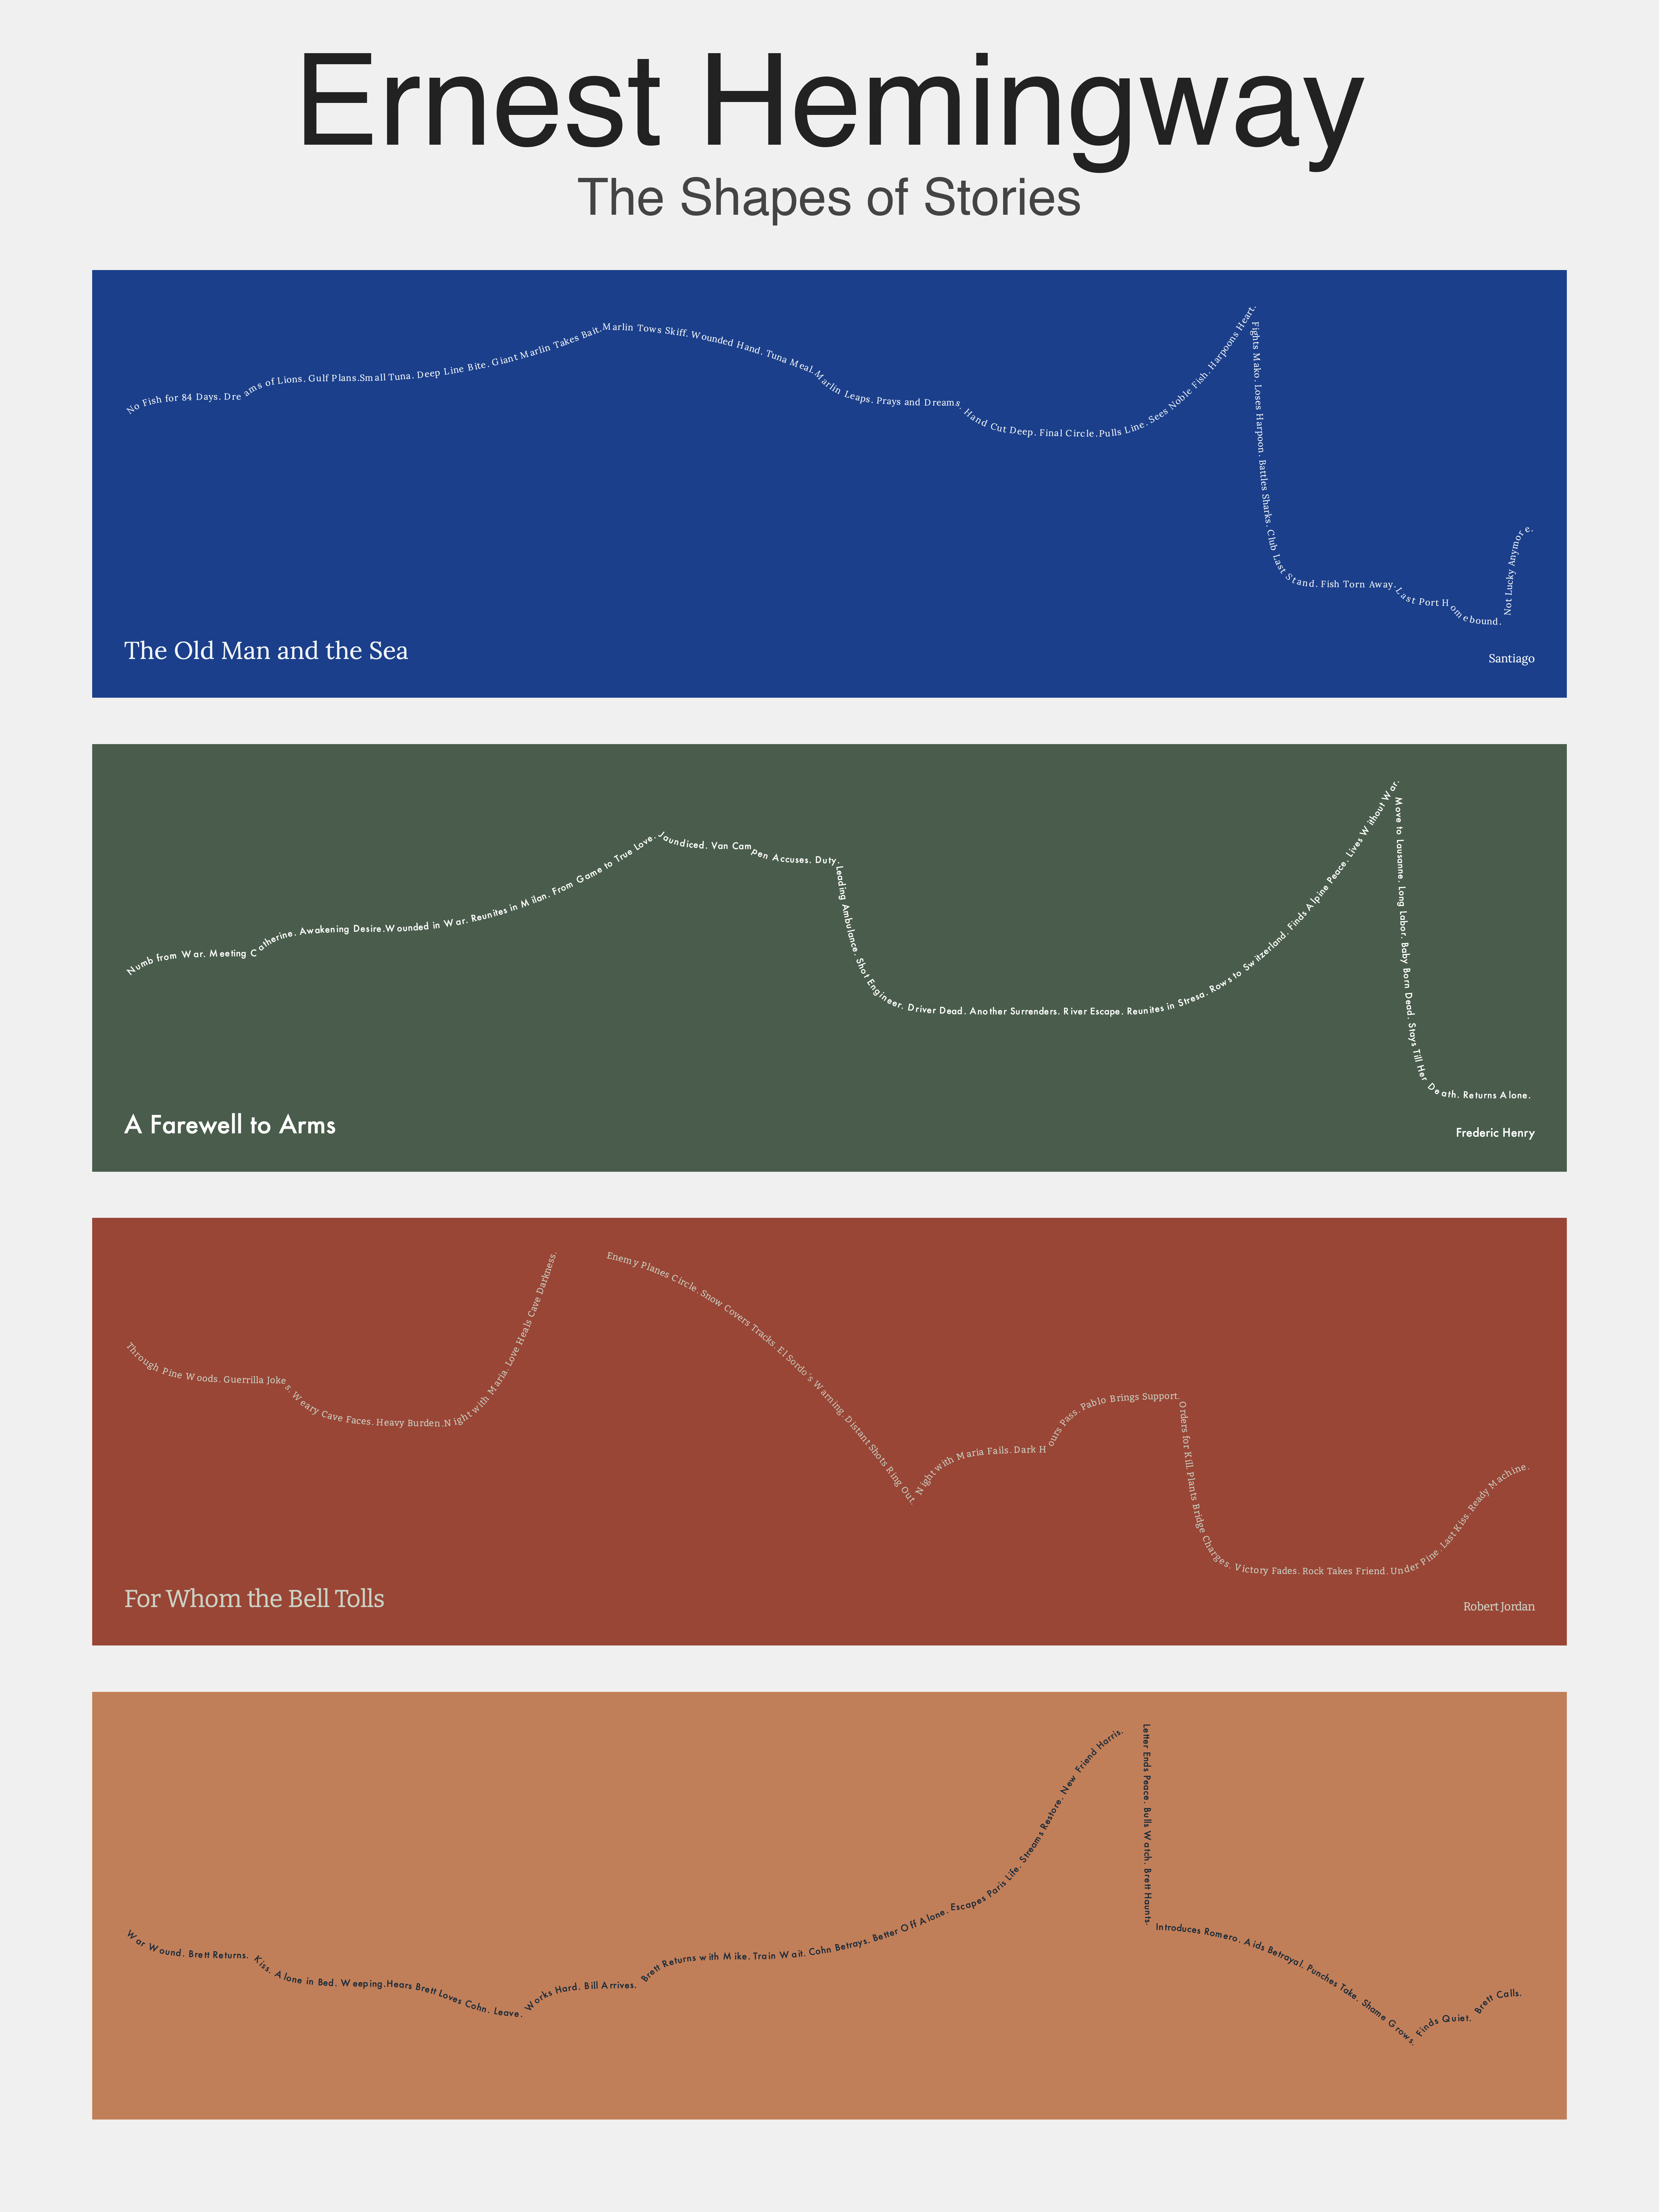 Ernest Hemingway
The Shapes of Stories
No Fish for 84 Days. Dreams of Lions. Gulf Plans.Small Tuna. Deep Line Bite. Giant Marlin Takes Bait.Marlin Tows Skiff. Wounded Hand. Tuna Meal.Marlin Leaps. Prays and Dreams. Hand Cut Deep. Final Circle.Pulls Line. Sees Noble Fish. Harpoons Heart. Fights Mako. Loses Harpoon. Battles Sharks. Club Last Stand. Fish Torn Away.Last Port Homebound. Not Lucky Anymore.
The Old Man and the Sea
Santiago
Numb from War. Meeting Catherine. Awakening Desire.Wounded in War. Reunites in Milan. From Game to True Love. Jaundiced. Van Campen Accuses. Duty. Leading Ambulance. Shot Engineer. Driver Dead. Another Surrenders. River Escape. Reunites in Stresa. Rows to Switzerland. Finds Alpine Peace. Lives Without War. Move to Lausanne. Long Labor. Baby Born Dead. Stays Till Her Death. Returns Alone.
A Farewell to Arms
Frederic Henry
Through Pine Woods. Guerrilla Jokes. Weary Cave Faces. Heavy Burden.Night with Maria. Love Heals Cave Darkness. Enemy Planes Circle. Snow Covers Tracks. El Sordo's Warning. Distant Shots Ring Out. Night with Maria Fails. Dark Hours Pass. Pablo Brings Support. Orders for Kill. Plants Bridge Charges. Victory Fades. Rock Takes Friend. Under Pine. Last Kiss. Ready Machine.
For Whom the Bell Tolls
Robert Jordan
War Wound. Brett Returns. Kiss. Alone in Bed. Weeping.Hears Brett Loves Cohn. Leave. Works Hard. Bill Arrives. Brett Returns with Mike. Train Wait. Cohn Betrays. Better Off Alone. Escapes Paris Life. Streams Restore. New Friend Harris. Letter Ends Peace. Bulls Watch. Brett Haunts. Introduces Romero. Aids Betrayal. Punches Take. Shame Grows. Finds Quiet. Brett Calls.